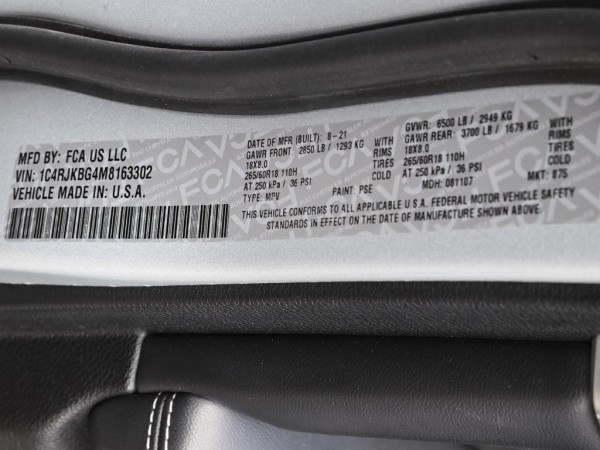 MFD BY: FCA US LLC
VIN: 1C4RJKBG4M8163302
VEHICLE MADE IN U.S.A.
DATE OF MFR (BUILT): 8-21 GVWR: 6500 LB / 2949 KG
GAWR FRONT: 2850 LB / 1293 KG WITH GAWR REAR: 3700 LB / 1679 KG WITH
18X8.0 RIMS 18X8.0 RIMS
265/60R18 110H TIRES 265/60R18 110H TIRES
AT 250 kPa / 36 PSI COLD AT 250 kPa / 36 PSI COLD
TYPE: MPV PAINT: PSE MDH: 081107 MKT: 875
THIS VEHICLE CONFORMS TO ALL APPLICABLE U.S.A. FEDERAL MOTOR VEHICLE SAFETY
STANDARDS IN EFFECT ON THE DATE OF MANUFACTURE SHOWN ABOVE.